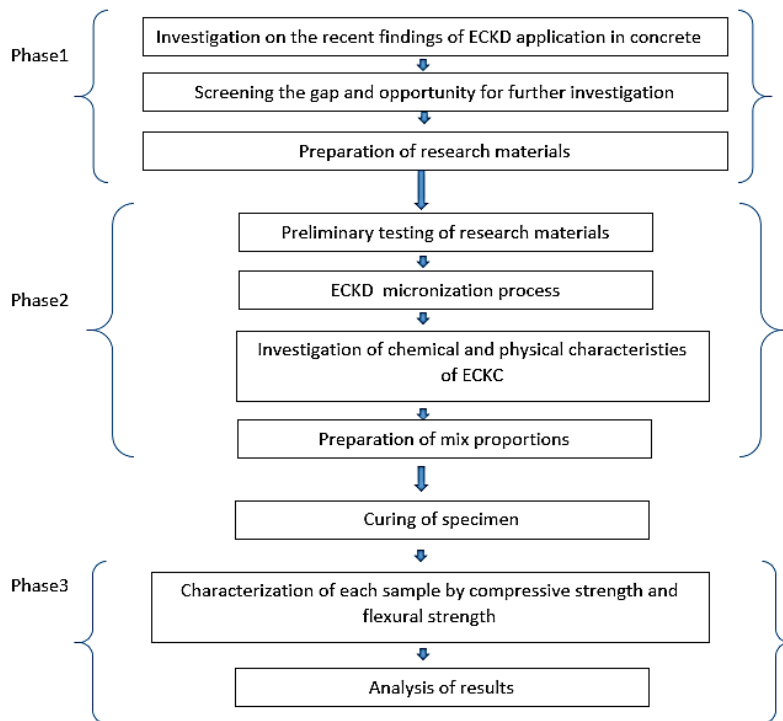 Phase1
Investigation on the recent findings of ECKD application in concrete
Screening the gap and opportunity for further investigation
Preparation of research materials
Phase2
Preliminary testing of research materials
ECKD micronization process
Investigation of chemical and physical characteristies
of ECKC
Preparation of mix proportions
Curing of specimen
Phase3
Characterization of each sample by compressive strength and
flexural strength
Analysis of results